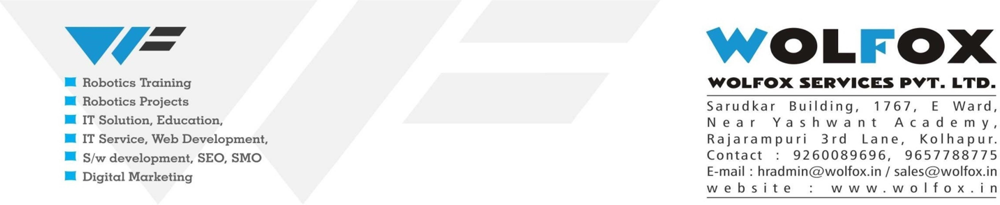 WF
Robotics Training
Robotics Projects
IT Solution, Education,
IT Service, Web Development,
S/w development, SEO, SMO
Digital Marketing
WOLFOX
WOLFOX SERVICES PVT. LTD.
Sarudkar Building, 1767, E Ward,
Near Yashwant Academy,
Rajarampuri 3rd Lane, Kolhapur.
Contact : 9260089696, 9657788775
E-mail : hradmin@wolfox.in / sales@wolfox.in
website : www.wolfox.in